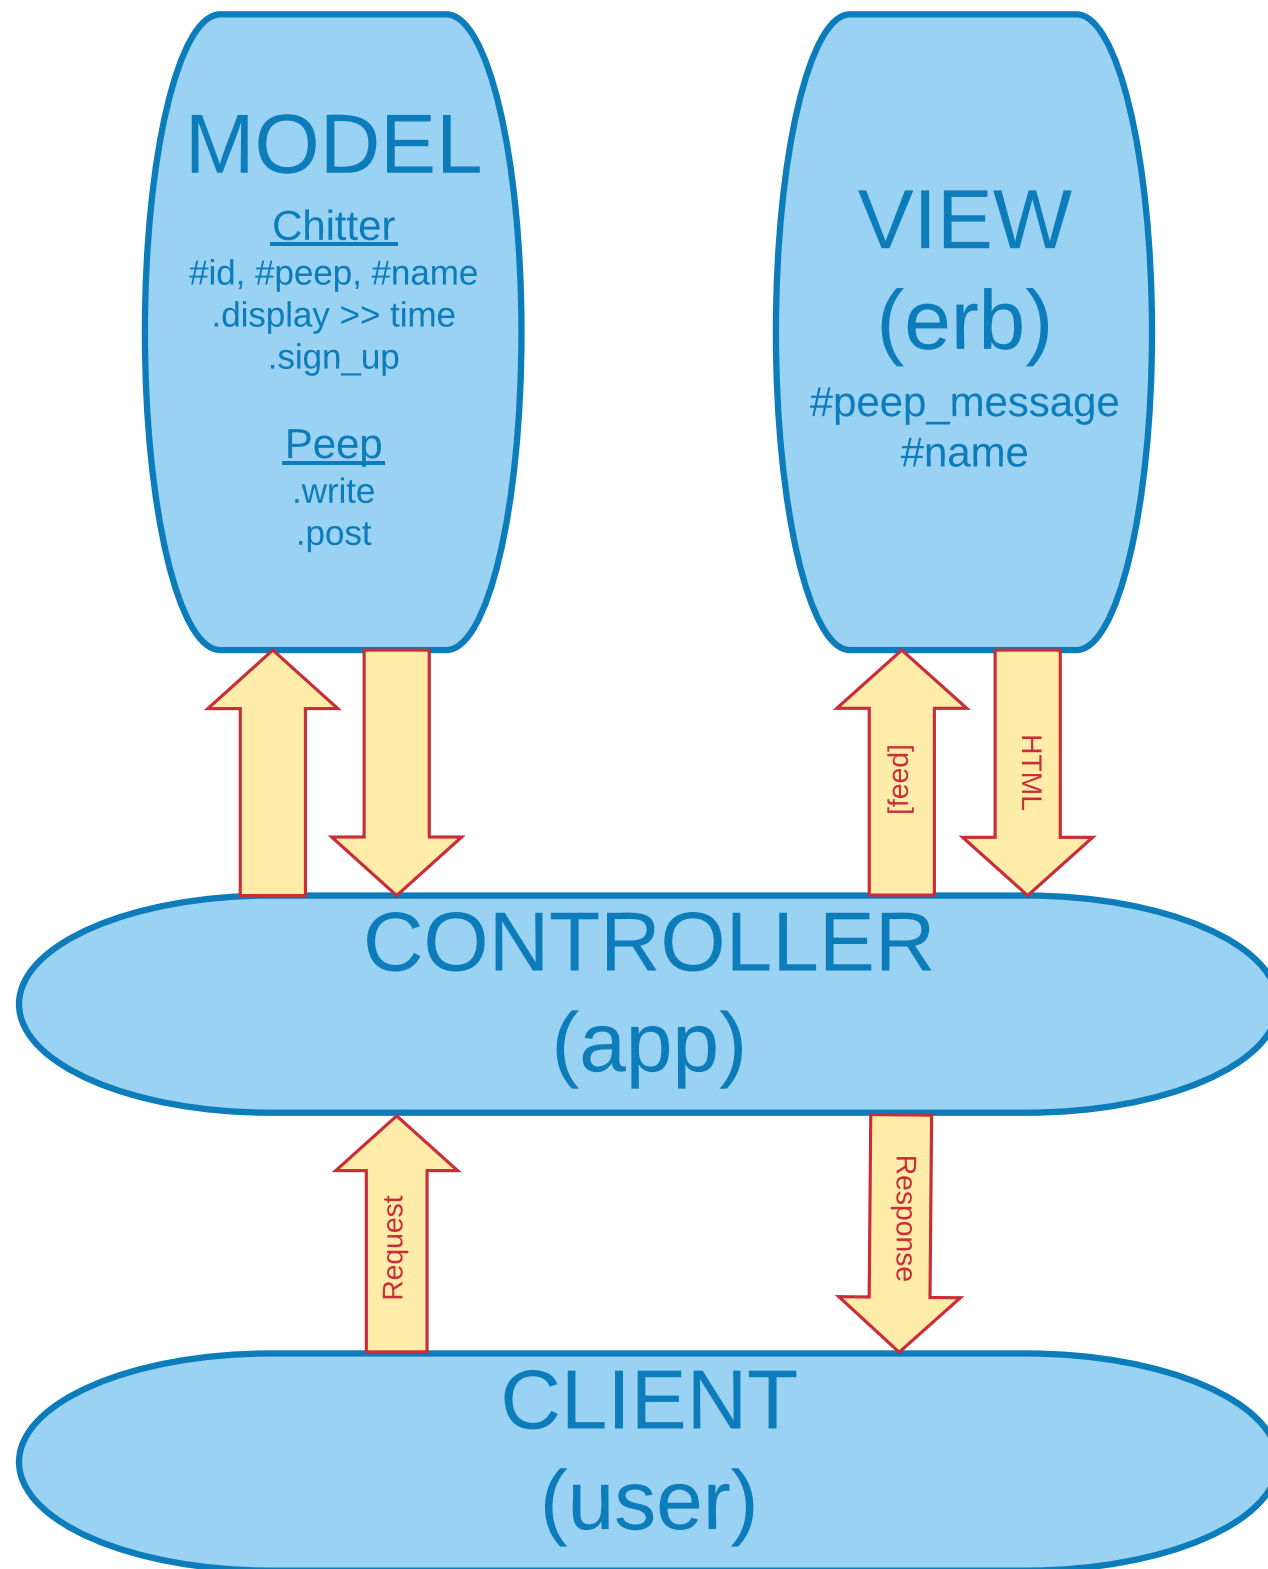 MODEL
Chitter
#id, #peep, #name
.display >> time
.sign_up
Peep
.write
.post
VIEW
(erb)
#peep_message
#name
[feed]
HTML
CONTROLLER
(app)
Request
Response
CLIENT
(user)